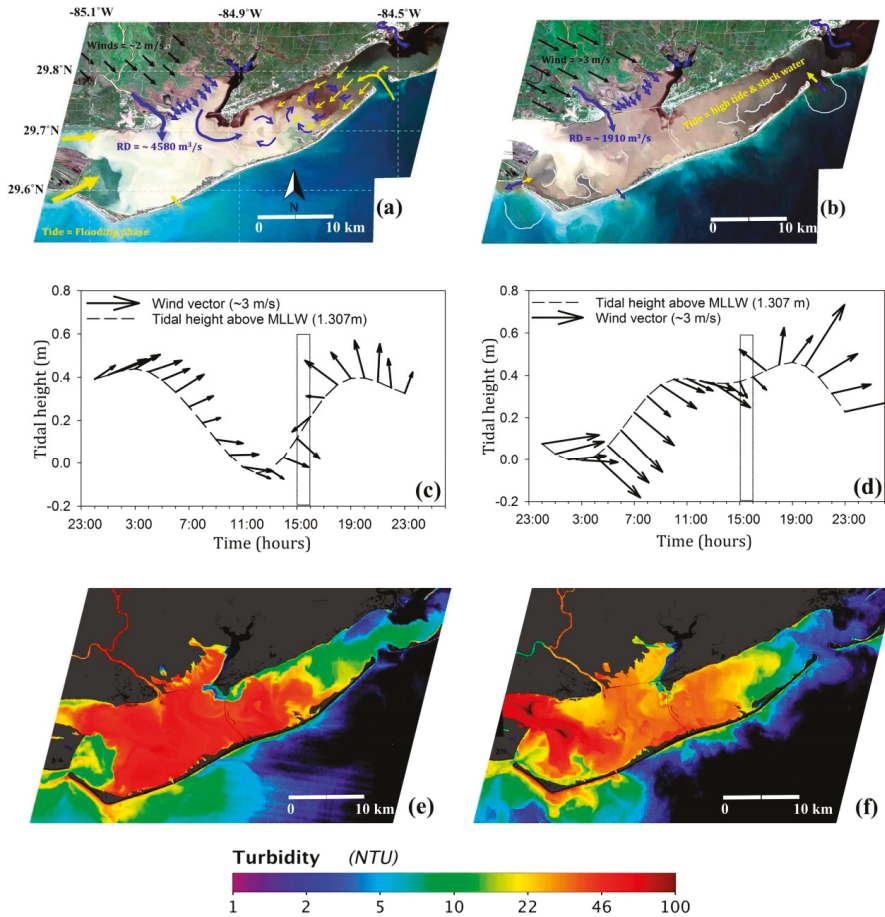 -85.1°W -84.9°W -84.5°W
Winds = ~2 m/s
29.8°N
29.7°N
RD = ~ 4580 m³/s
29.6°N
N
(a)
0 10 km
Tide = Flooding phase
Wind = >3 m/s
Tide = high tide & slack water
RD = ~ 1910 m³/s
(b)
0 10 km
0.8
0.6
0.4
0.2
0.0
-0.2
Tidal height (m)
Wind vector (~3 m/s)
Tidal height above MLLW (1.307m)
(c)
23:00 3:00 7:00 11:00 15:00 19:00 23:00
Time (hours)
0.8
0.6
0.4
0.2
0.0
-0.2
Tidal height (m)
Tidal height above MLLW (1.307 m)
Wind vector (~3 m/s)
(d)
23:00 3:00 7:00 11:00 15:00 19:00 23:00
Time (hours)
0 10 km
(e)
0 10 km
(f)
Turbidity (NTU)
1 2 5 10 22 46 100